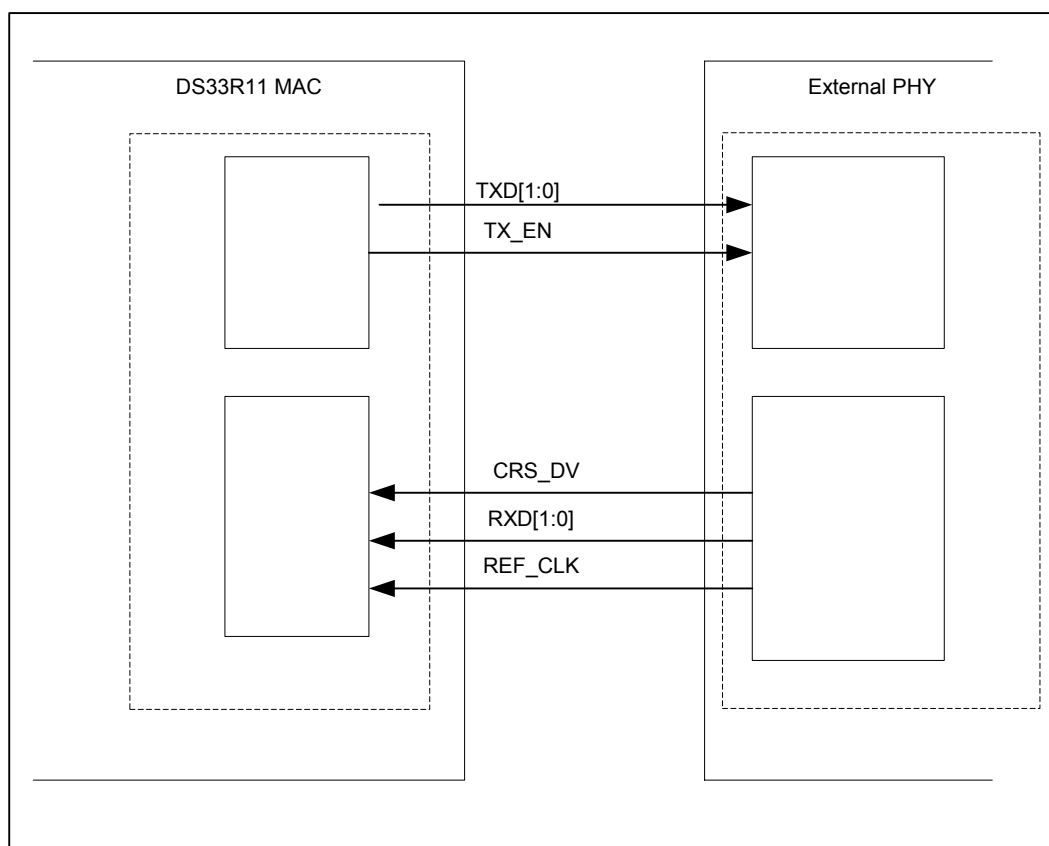 DS33R11 MAC
External PHY
TXD[1:0]
TX_EN
CRS_DV
RXD[1:0]
REF_CLK